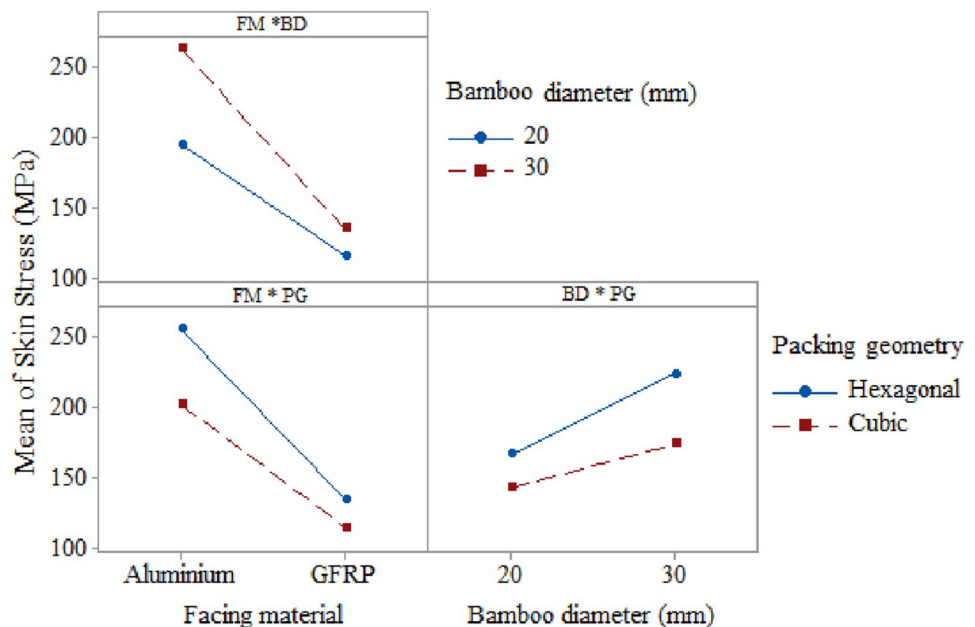 FM *BD
250
200
150
100
Bamboo diameter (mm)
20
30
Mean of Skin Stress (MPa)
FM * PG
BD * PG
250
200
150
100
Packing geometry
Hexagonal
Cubic
Aluminium
GFRP
20
30
Facing material
Bamboo diameter (mm)